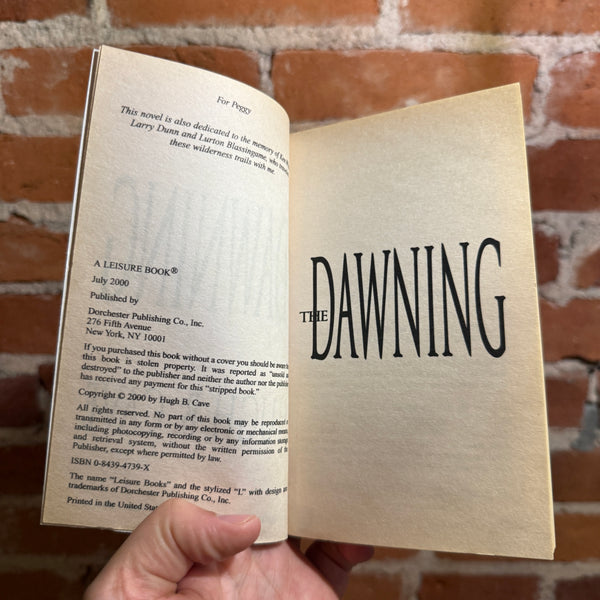 For Peggy
This novel is also dedicated to the memory of
Larry Dunn and Lurton Blassingame, who
these wilderness trails with me.
A LEISURE BOOK®
July 2000
Published by
Dorchester Publishing Co., Inc.
276 Fifth Avenue
New York, NY 10001
If you purchased this book without a cover you should be aware
this book is stolen property. It was reported as "unsold
destroyed" to the publisher and neither the author nor the publisher
has received any payment for this "stripped book."
Copyright © 2000 by Hugh B. Cave
All rights reserved. No part of this book may be reproduced
transmitted in any form or by any electronic or mechanical means,
including photocopying, recording or by any information storage
and retrieval system, without the written permission of the
Publisher, except where permitted by law.
ISBN 0-8439-4739-X
The name "Leisure Books" and the stylized "L" with design are
trademarks of Dorchester Publishing Co., Inc.
Printed in the United
THE DAWNING